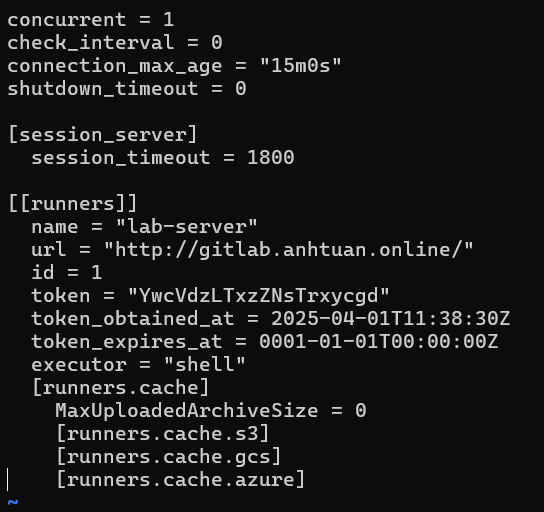 concurrent = 1
check_interval = 0
connection_max_age = "15m0s"
shutdown_timeout = 0

[session_server]
  session_timeout = 1800

[[runners]]
  name = "lab-server"
  url = "http://gitlab.anhtuan.online/"
  id = 1
  token = "YwcVdzLTxzZNsTrxycgd"
  token_obtained_at = 2025-04-01T11:38:30Z
  token_expires_at = 0001-01-01T00:00:00Z
  executor = "shell"
  [runners.cache]
    MaxUploadedArchiveSize = 0
    [runners.cache.s3]
    [runners.cache.gcs]
    [runners.cache.azure]
~